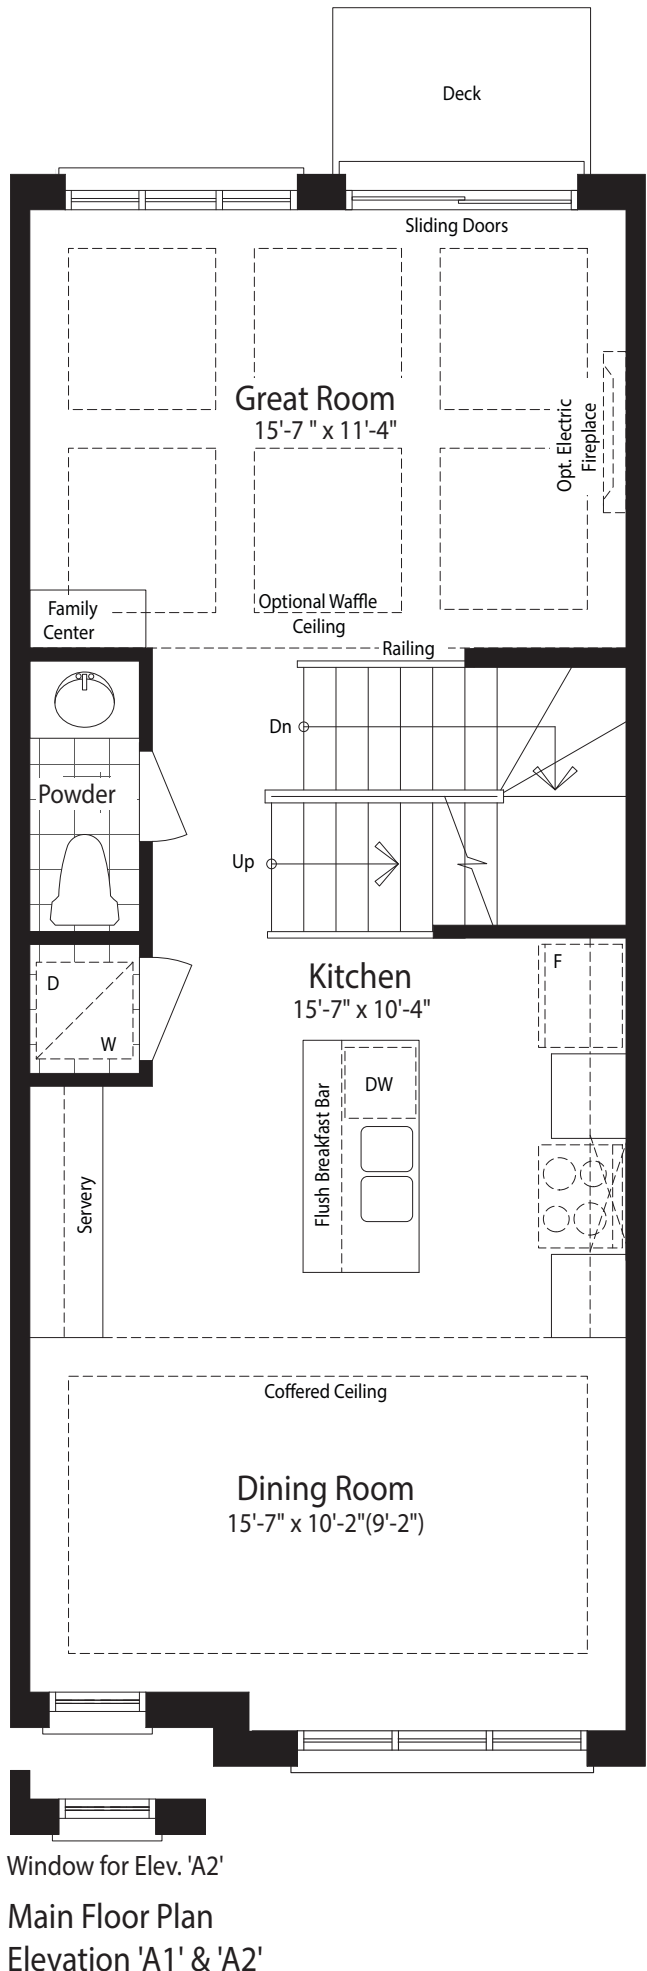 Deck
Sliding Doors
Great Room
15'-7 " x 11'-4"
Opt. Electric
Fireplace
Optional Waffle
Ceiling
Family
Center
Railing
Dn
Powder
Up
Kitchen
15'-7" x 10'-4"
F
D
W
DW
Flush Breakfast Bar
Servery
Coffered Ceiling
Dining Room
15'-7" x 10'-2"(9'-2")
Window for Elev. 'A2'
Main Floor Plan
Elevation 'A1' & 'A2'